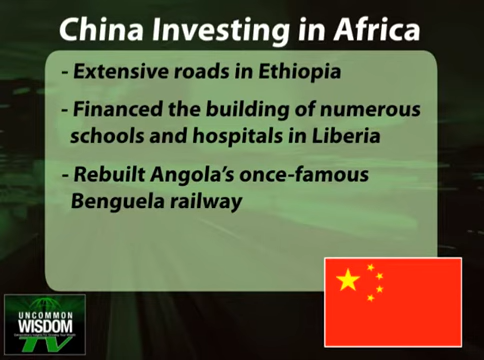 China Investing in Africa
- Extensive roads in Ethiopia
- Financed the building of numerous
schools and hospitals in Liberia
- Rebuilt Angola's once-famous
Benguela railway
UNCOMMON
WISDOM
TV